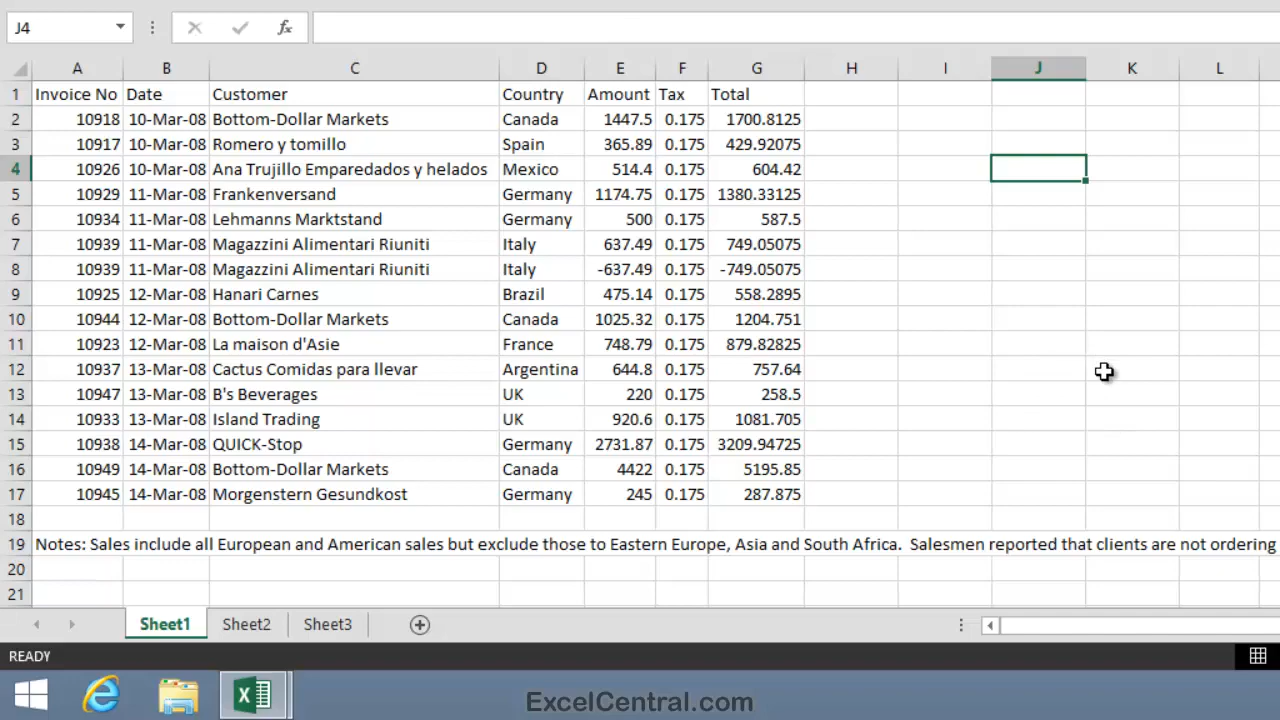 J4 fx
A B C D E F G H I J K L
1 Invoice No Date Customer Country Amount Tax Total
2 10918 10-Mar-08 Bottom-Dollar Markets Canada 1447.5 0.175 1700.8125
3 10917 10-Mar-08 Romero y tomillo Spain 365.89 0.175 429.92075
4 10926 10-Mar-08 Ana Trujillo Emparedados y helados Mexico 514.4 0.175 604.42
5 10929 11-Mar-08 Frankenversand Germany 1174.75 0.175 1380.33125
6 10934 11-Mar-08 Lehmanns Marktstand Germany 500 0.175 587.5
7 10939 11-Mar-08 Magazzini Alimentari Riuniti Italy 637.49 0.175 749.05075
8 10939 11-Mar-08 Magazzini Alimentari Riuniti Italy -637.49 0.175 -749.05075
9 10925 12-Mar-08 Hanari Carnes Brazil 475.14 0.175 558.2895
10 10944 12-Mar-08 Bottom-Dollar Markets Canada 1025.32 0.175 1204.751
11 10923 12-Mar-08 La maison d'Asie France 748.79 0.175 879.82825
12 10937 13-Mar-08 Cactus Comidas para llevar Argentina 644.8 0.175 757.64
13 10947 13-Mar-08 B's Beverages UK 220 0.175 258.5
14 10933 13-Mar-08 Island Trading UK 920.6 0.175 1081.705
15 10938 14-Mar-08 QUICK-Stop Germany 2731.87 0.175 3209.94725
16 10949 14-Mar-08 Bottom-Dollar Markets Canada 4422 0.175 5195.85
17 10945 14-Mar-08 Morgenstern Gesundkost Germany 245 0.175 287.875
18
19 Notes: Sales include all European and American sales but exclude those to Eastern Europe, Asia and South Africa. Salesmen reported that clients are not ordering
20
21
Sheet1 Sheet2 Sheet3
READY
ExcelCentral.com